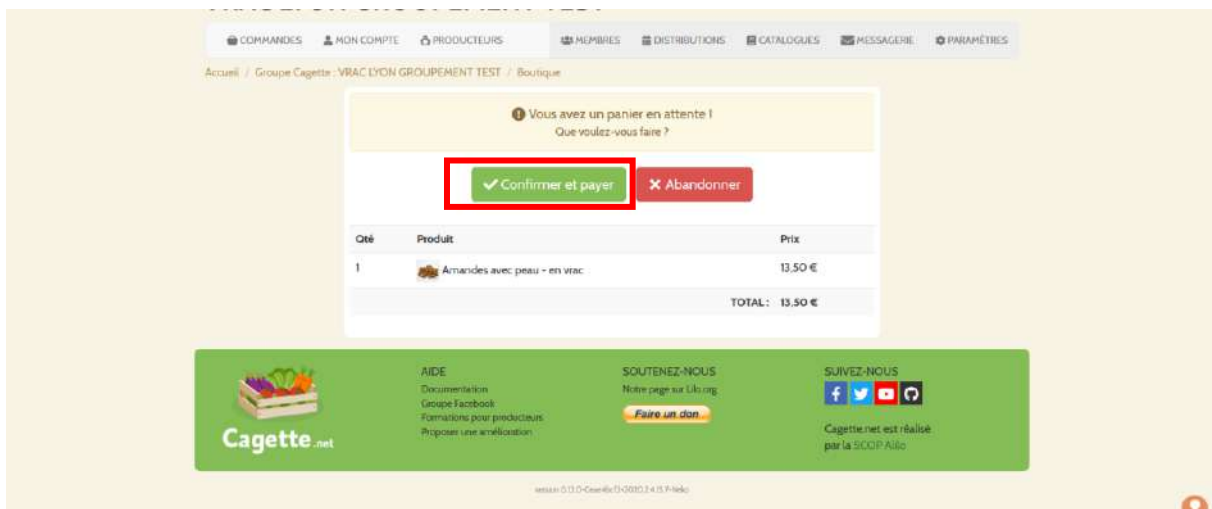 VRAC LYON GROUPEMENT TEST
COMMANDES MON COMPTE PRODUCTEURS MEMBRES DISTRIBUTIONS CATALOGUES MESSAGERIE PARAMÈTRES
Accueil / Groupe Cagette : VRAC LYON GROUPEMENT TEST / Boutique
Vous avez un panier en attente !
Que voulez-vous faire ?
Confirmer et payer Abandonner
Qté Produit Prix
1 Amandes avec peau - en vrac 13,50 €
TOTAL : 13,50 €
AIDE
Documentation
Groupe Facebook
Formations pour producteurs
Proposer une amélioration
SOUTENEZ-NOUS
Notre page sur Lilo.org
Faire un don
SUIVEZ-NOUS
Cagette.net est réalisé
par la SCOP Alilo
Cagette.net